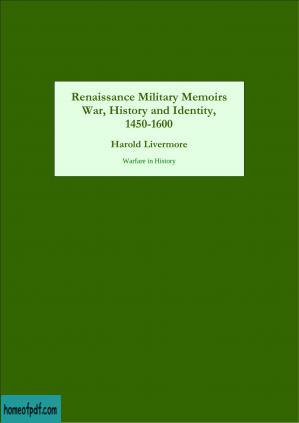 Renaissance Military Memoirs
War, History and Identity,
1450-1600
Harold Livermore
Warfare in History
homeofpdf.com